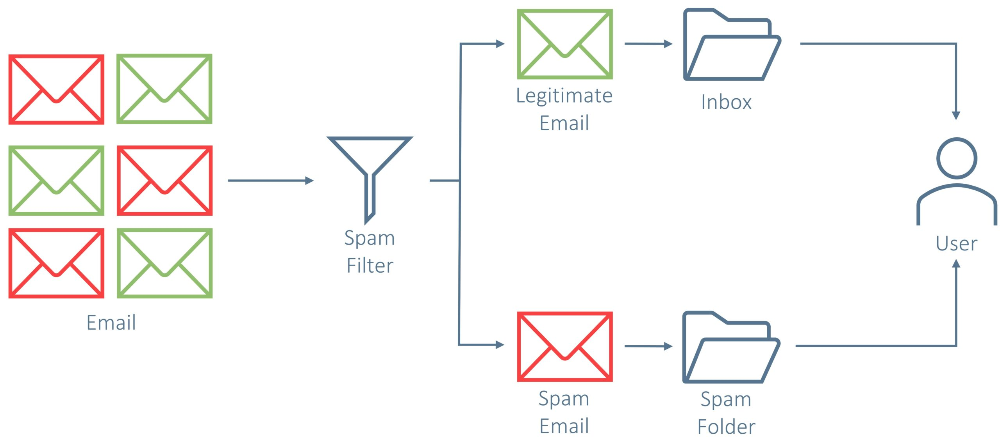 Email
Spam
Filter
Legitimate
Email
Inbox
Spam
Email
Spam
Folder
User